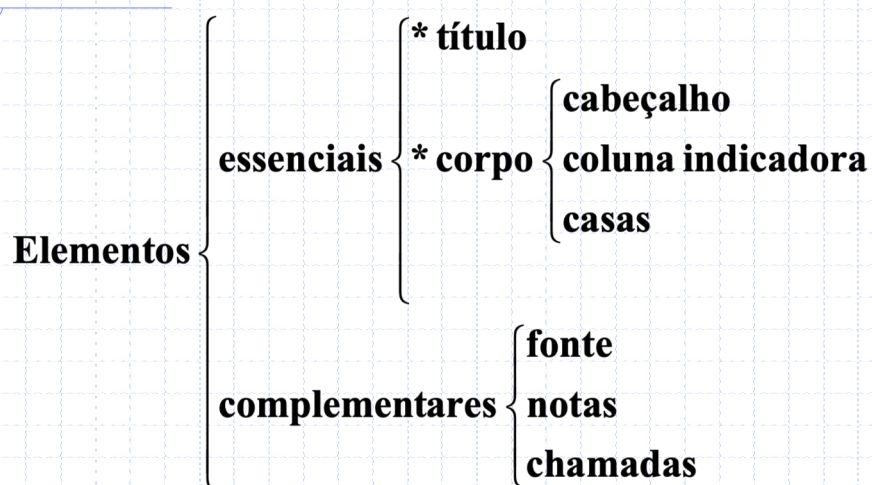 * título
cabeçalho
essenciais * corpo coluna indicadora
casas
Elementos
fonte
complementares notas
chamadas